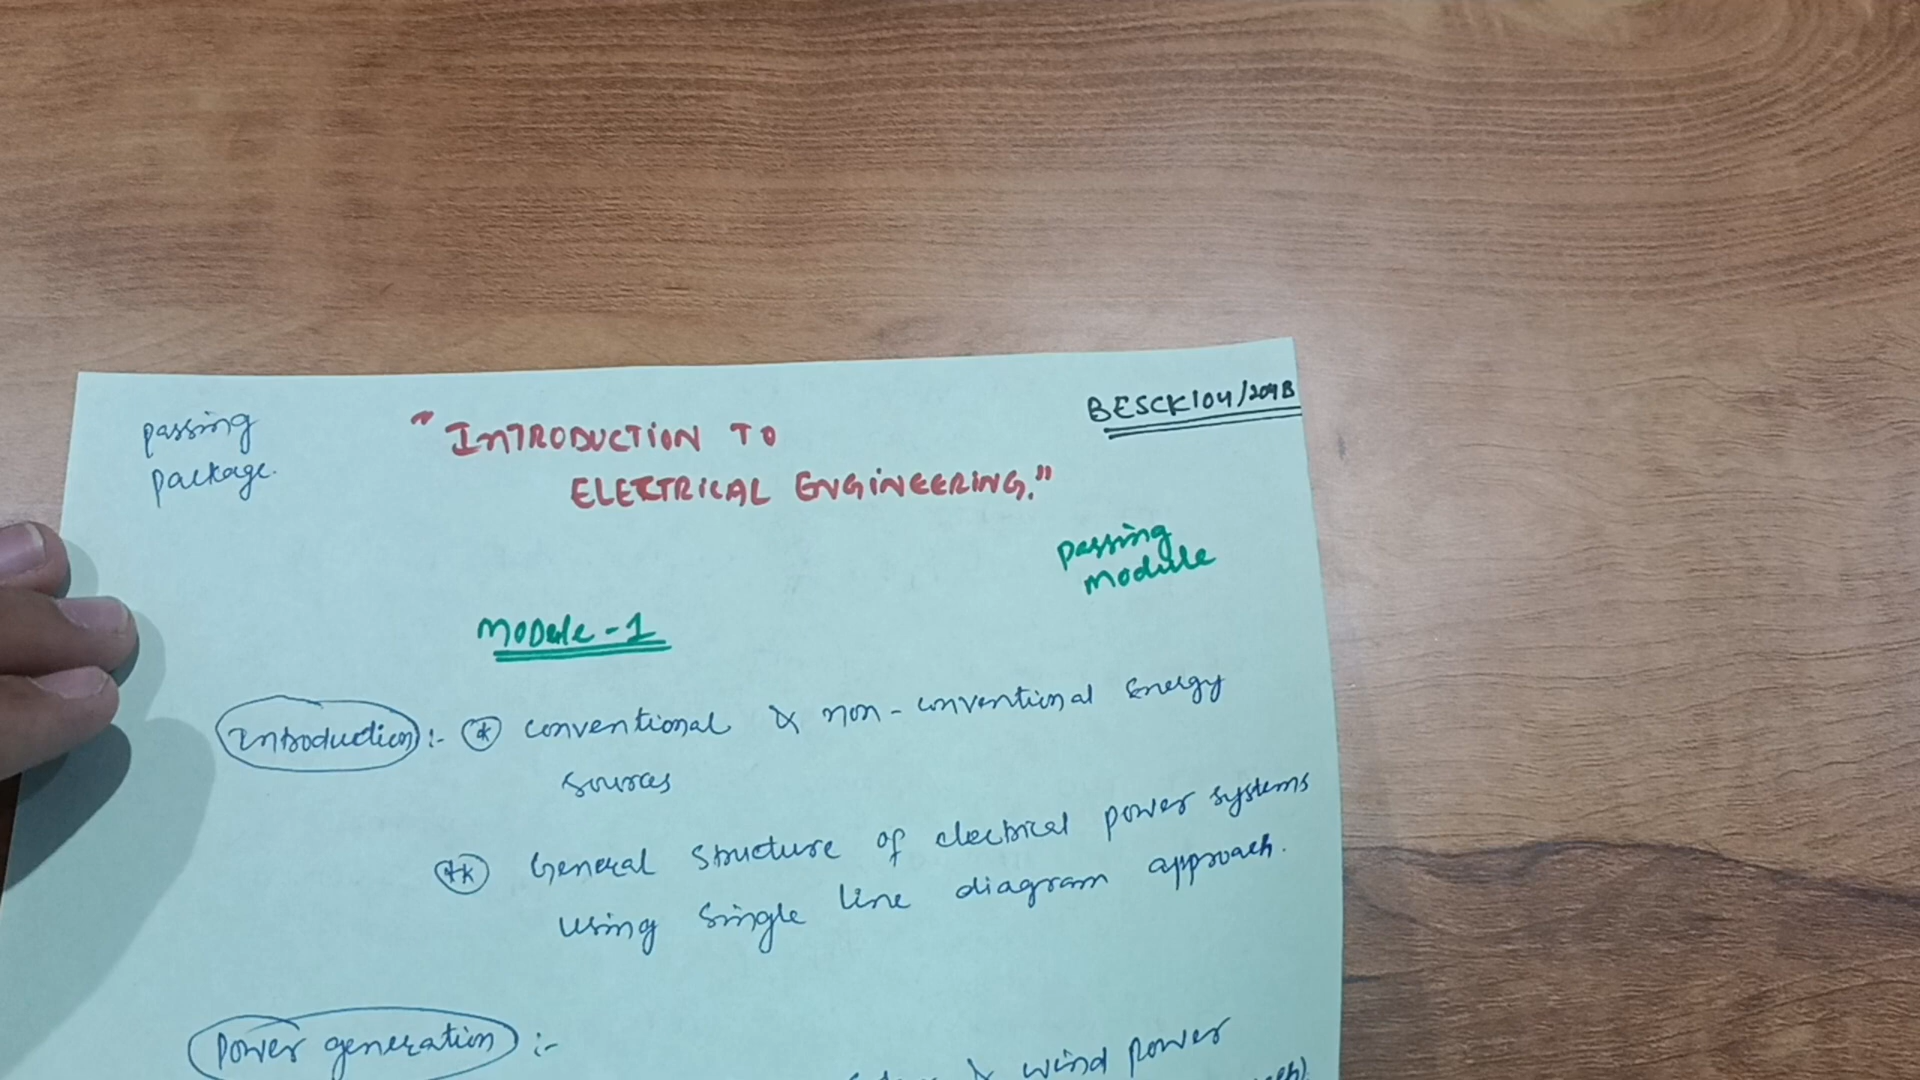 passing
package.
BESCK104/204B
"INTRODUCTION TO
ELECTRICAL ENGINEERING."
passing
module
MODULE-1
Introduction :- * conventional & non-conventional Energy
sources
** General structure of electrical power systems
using single line diagram approach.
Power generation :-
& wind power